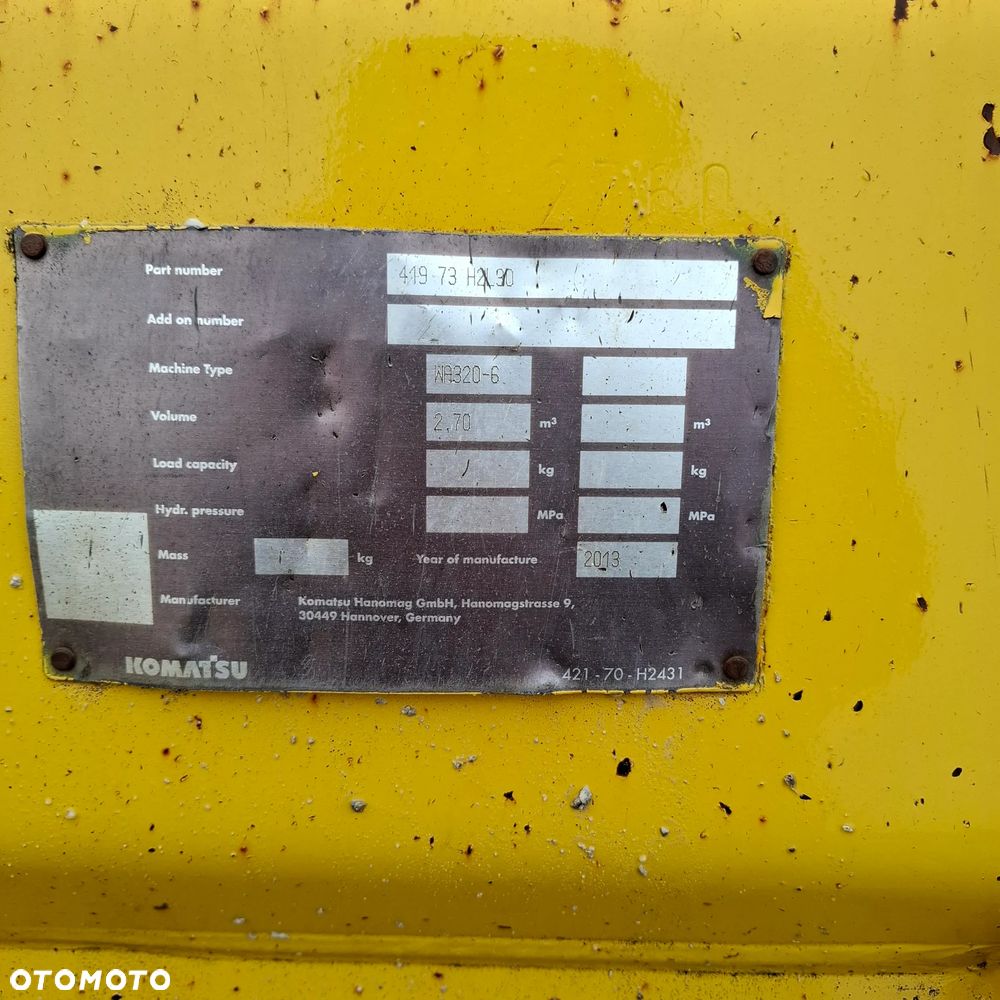 Part number 419-73 H2L30
Add on number
Machine Type WA320-6
Volume 2,70 m³ m³
Load capacity kg kg
Hydr. pressure MPa MPa
Mass kg Year of manufacture 2013
Manufacturer Komatsu Hanomag GmbH, Hanomagstrasse 9,
30449 Hannover, Germany
KOMATSU 421 - 70 - H2431
OTOMOTO